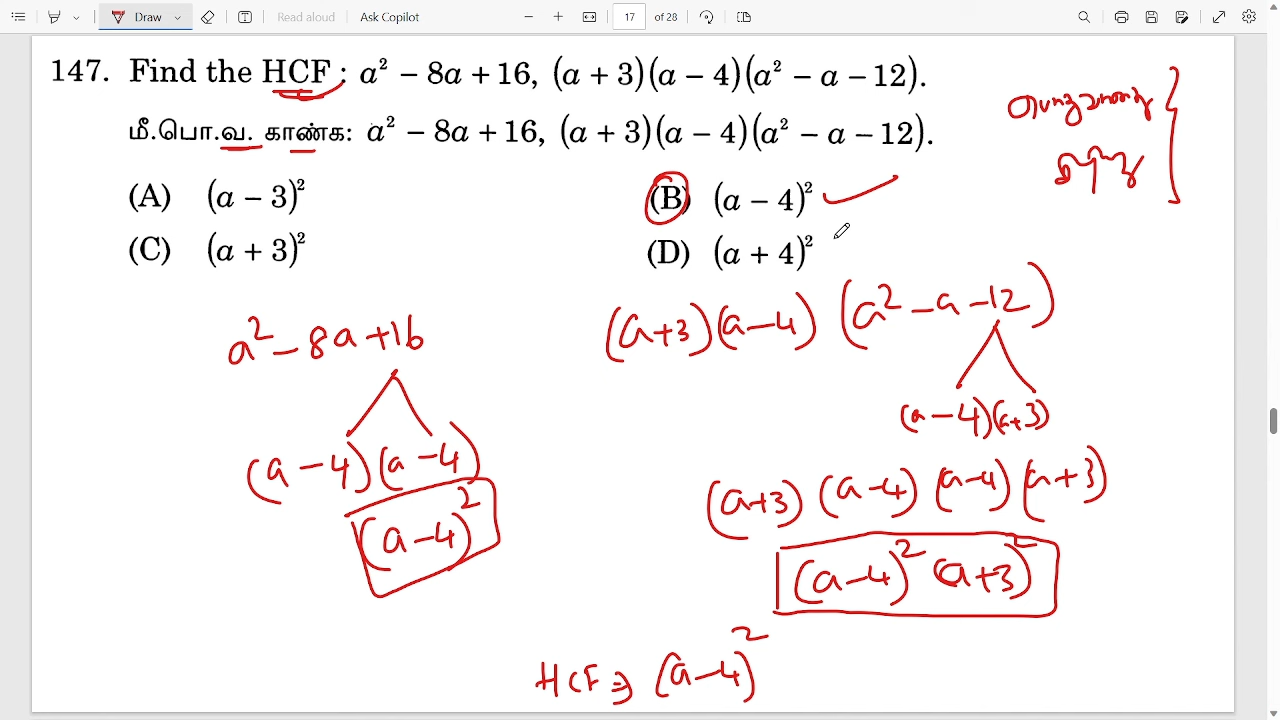 Draw
Read aloud
Ask Copilot
17 of 28
147. Find the HCF : a² − 8a + 16, (a + 3)(a − 4)(a² − a − 12).
மீ.பொ.வ. காண்க: a² − 8a + 16, (a + 3)(a − 4)(a² − a − 12).
(A) (a − 3)²
(B) (a − 4)²
(C) (a + 3)²
(D) (a + 4)²
a² − 8a + 16
(a − 4)(a − 4)
(a − 4)²
(a+3)(a−4) (a² − a − 12)
(a − 4)(a+3)
(a+3) (a−4) (a−4) (a+3)
(a−4)² (a+3)²
HCF ⇒ (a−4)²